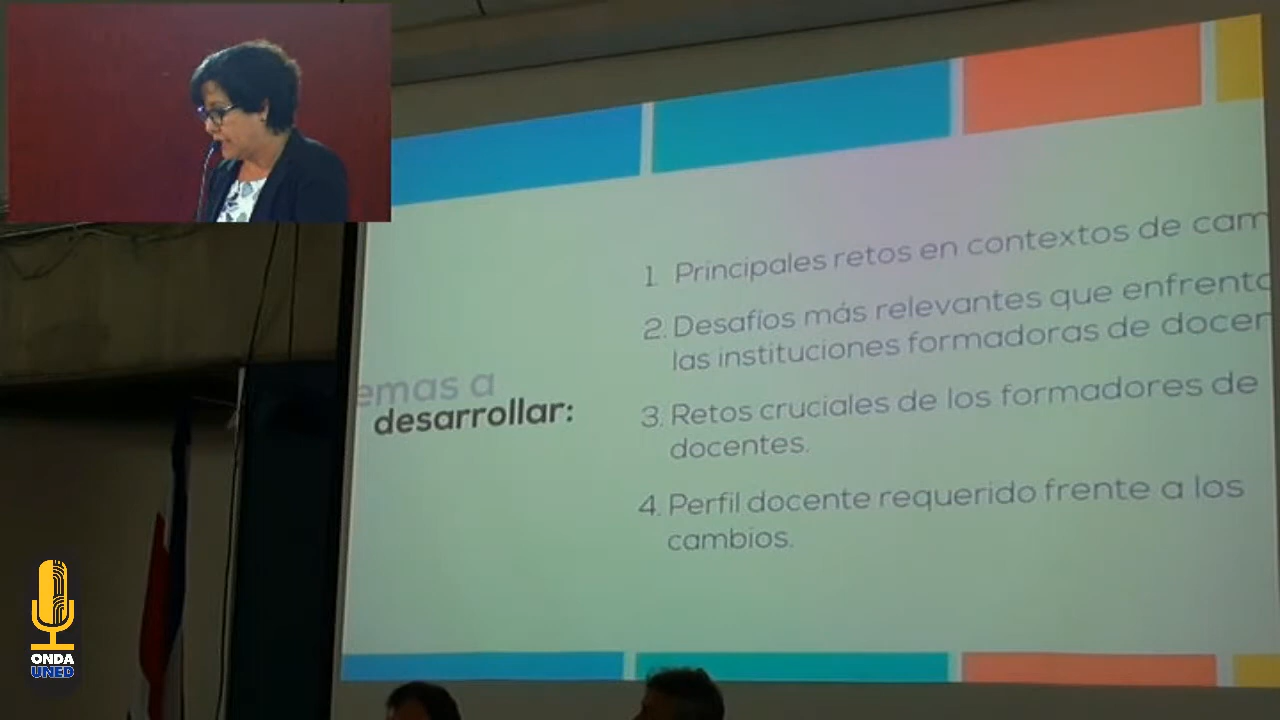 emas a
desarrollar:
1. Principales retos en contextos de cam
2. Desafíos más relevantes que enfrenta
las instituciones formadoras de docen
3. Retos cruciales de los formadores de
docentes.
4. Perfil docente requerido frente a los
cambios.
ONDA
UNED